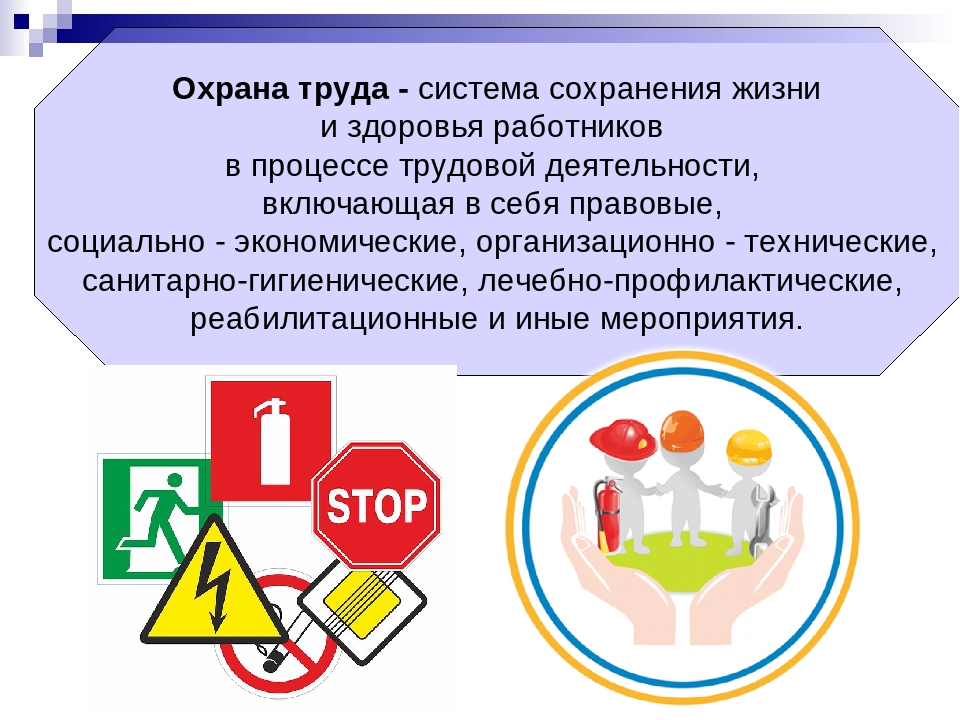 Охрана труда - система сохранения жизни
и здоровья работников
в процессе трудовой деятельности,
включающая в себя правовые,
социально - экономические, организационно - технические,
санитарно-гигиенические, лечебно-профилактические,
реабилитационные и иные мероприятия.
STOP